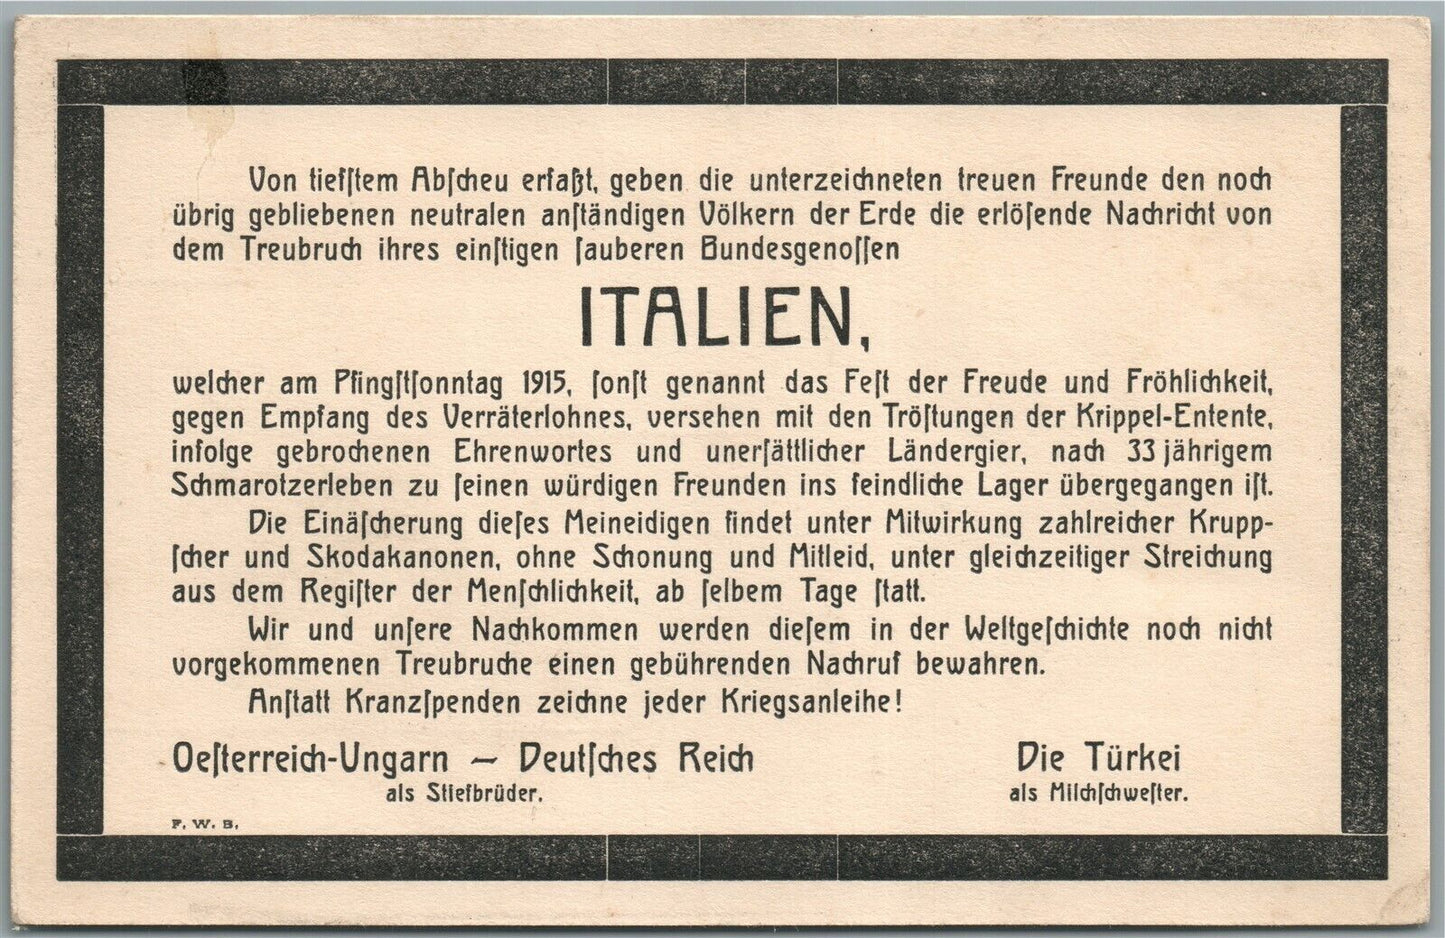 Von tiefſtem Abſcheu erfaßt, geben die unterzeichneten treuen Freunde den noch
übrig gebliebenen neutralen anſtändigen Völkern der Erde die erlöſende Nachricht von
dem Treubruch ihres einſtigen ſauberen Bundesgenoſſen
ITALIEN,
welcher am Pfingſtſonntag 1915, ſonſt genannt das Feſt der Freude und Fröhlichkeit,
gegen Empfang des Verräterlohnes, verſehen mit den Tröſtungen der Krippel-Entente,
infolge gebrochenen Ehrenwortes und unerſättlicher Ländergier, nach 33 jährigem
Schmarotzerleben zu ſeinen würdigen Freunden ins feindliche Lager übergegangen iſt.
Die Einäſcherung dieſes Meineidigen findet unter Mitwirkung zahlreicher Krupp-
ſcher und Skodakanonen, ohne Schonung und Mitleid, unter gleichzeitiger Streichung
aus dem Regiſter der Menſchlichkeit, ab ſelbem Tage ſtatt.
Wir und unſere Nachkommen werden dieſem in der Weltgeſchichte noch nicht
vorgekommenen Treubruche einen gebührenden Nachruf bewahren.
Anſtatt Kranzſpenden zeichne jeder Kriegsanleihe!
Oeſterreich-Ungarn — Deutſches Reich
als Stiefbrüder.
Die Türkei
als Milchſchweſter.
F. W. B.